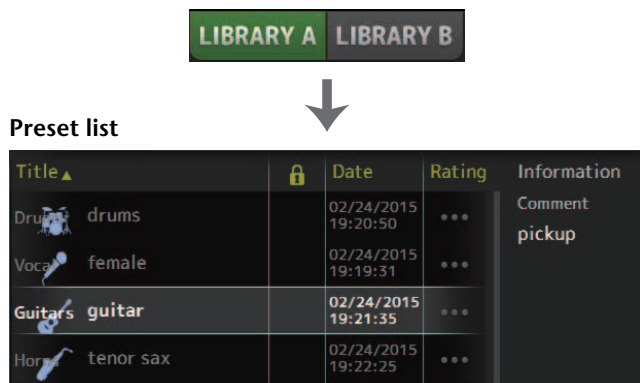 LIBRARY A LIBRARY B
Preset list
Title▲ Date Rating Information
Comment
pickup
Drums drums 02/24/2015 19:20:50 •••
Vocal female 02/24/2015 19:19:31 •••
Guitars guitar 02/24/2015 19:21:35 •••
Horns tenor sax 02/24/2015 19:22:25 •••